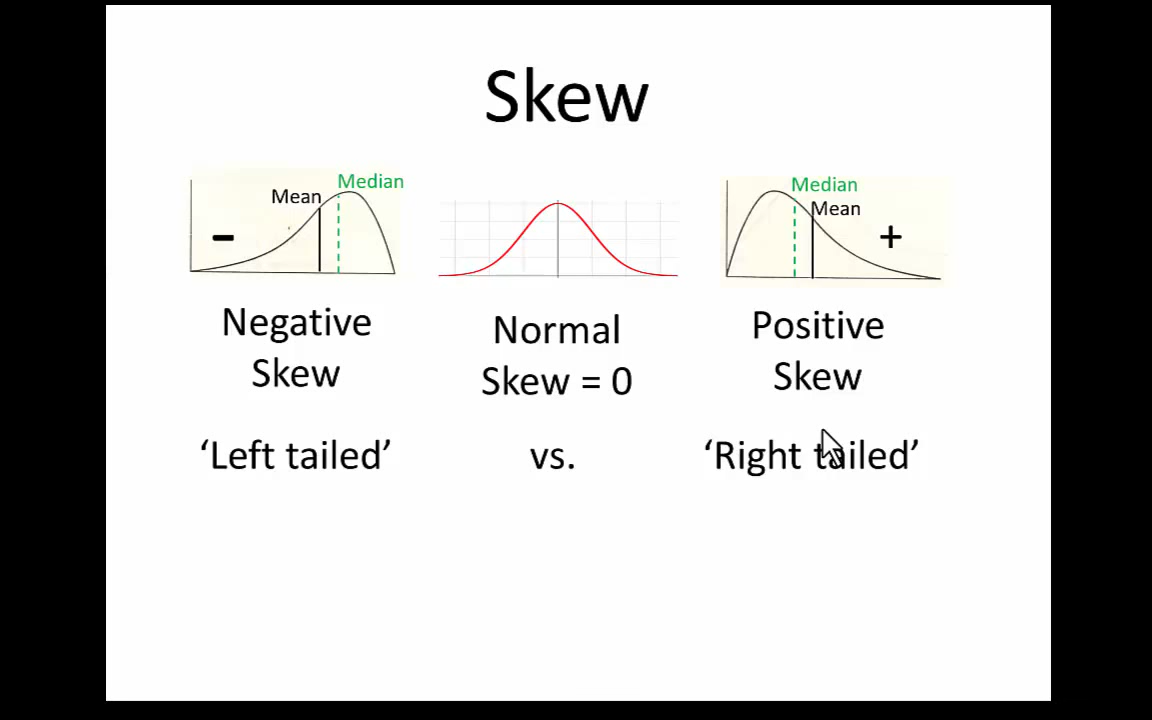 Skew
Mean
Median
-
Negative
Skew
‘Left tailed’
Normal
Skew = 0
vs.
Median
Mean
+
Positive
Skew
‘Right tailed’